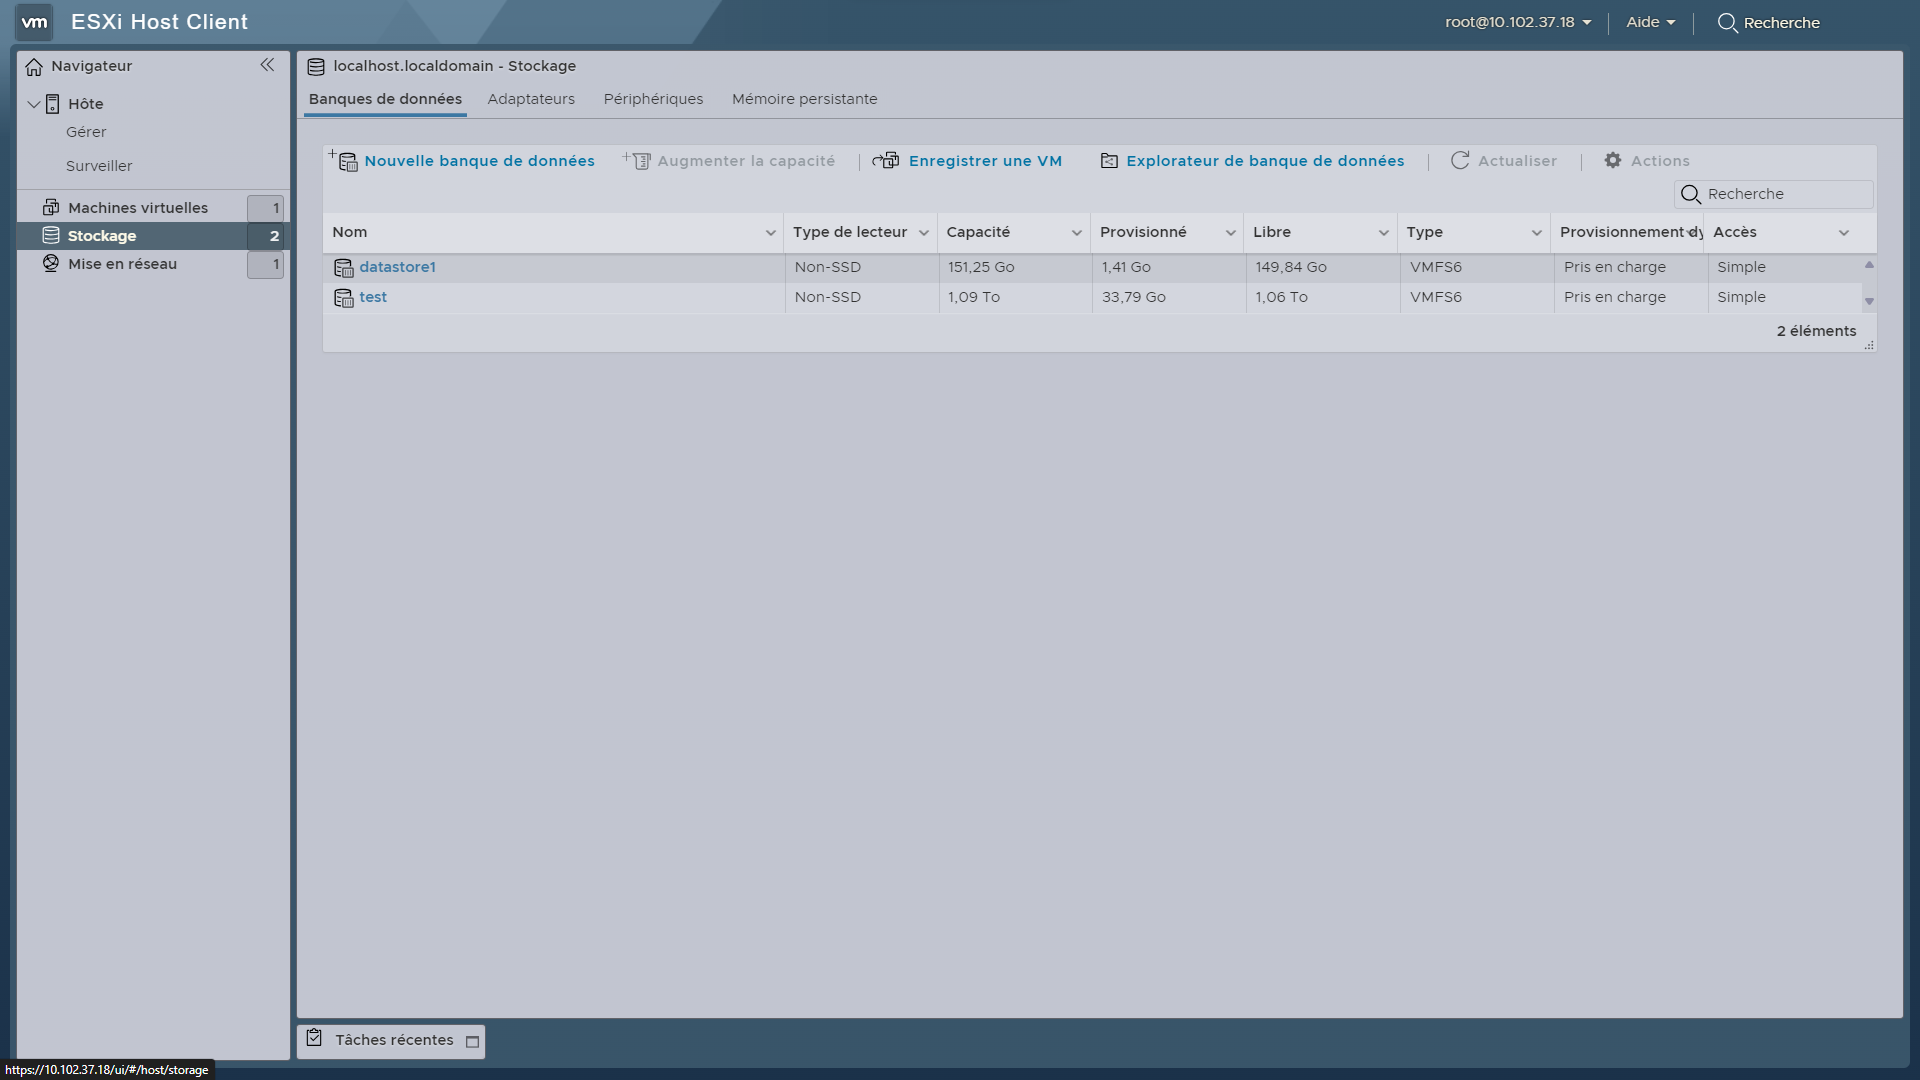 vm ESXi Host Client
root@10.102.37.18 Aide Recherche
Navigateur
Hôte
Gérer
Surveiller
Machines virtuelles 1
Stockage 2
Mise en réseau 1
localhost.localdomain - Stockage
Banques de données Adaptateurs Périphériques Mémoire persistante
Nouvelle banque de données Augmenter la capacité Enregistrer une VM Explorateur de banque de données Actualiser Actions
Recherche
Nom Type de lecteur Capacité Provisionné Libre Type Provisionnement dy Accès
datastore1 Non-SSD 151,25 Go 1,41 Go 149,84 Go VMFS6 Pris en charge Simple
test Non-SSD 1,09 To 33,79 Go 1,06 To VMFS6 Pris en charge Simple
2 éléments
Tâches récentes
https://10.102.37.18/ui/#/host/storage